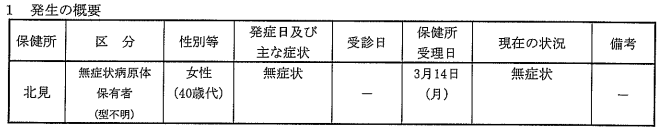 1 発生の概要
保健所 区 分 性別等 発症日及び主な症状 受診日 保健所受理日 現在の状況 備考
北見 無症状病原体保有者(型不明) 女性(40歳代) 無症状 － 3月14日(月) 無症状 －